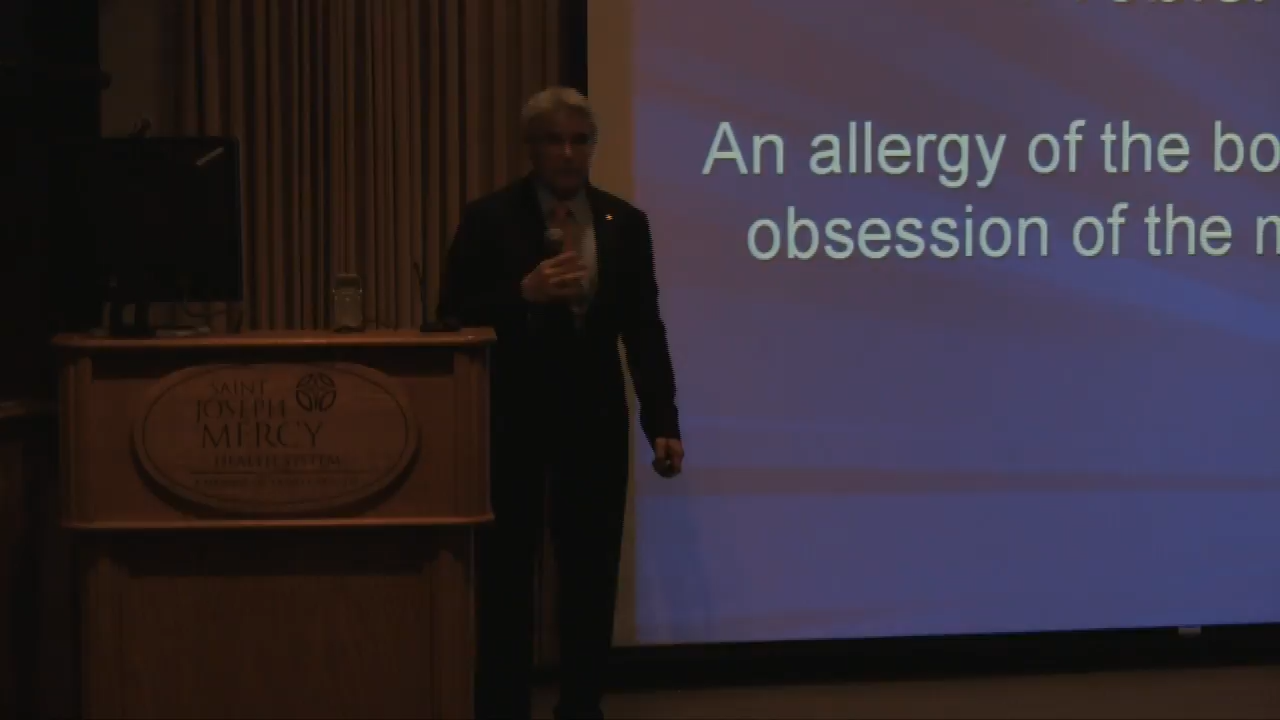 An allergy of the bo
obsession of the m
SAINT
JOSEPH
MERCY
HEALTH SYSTEM